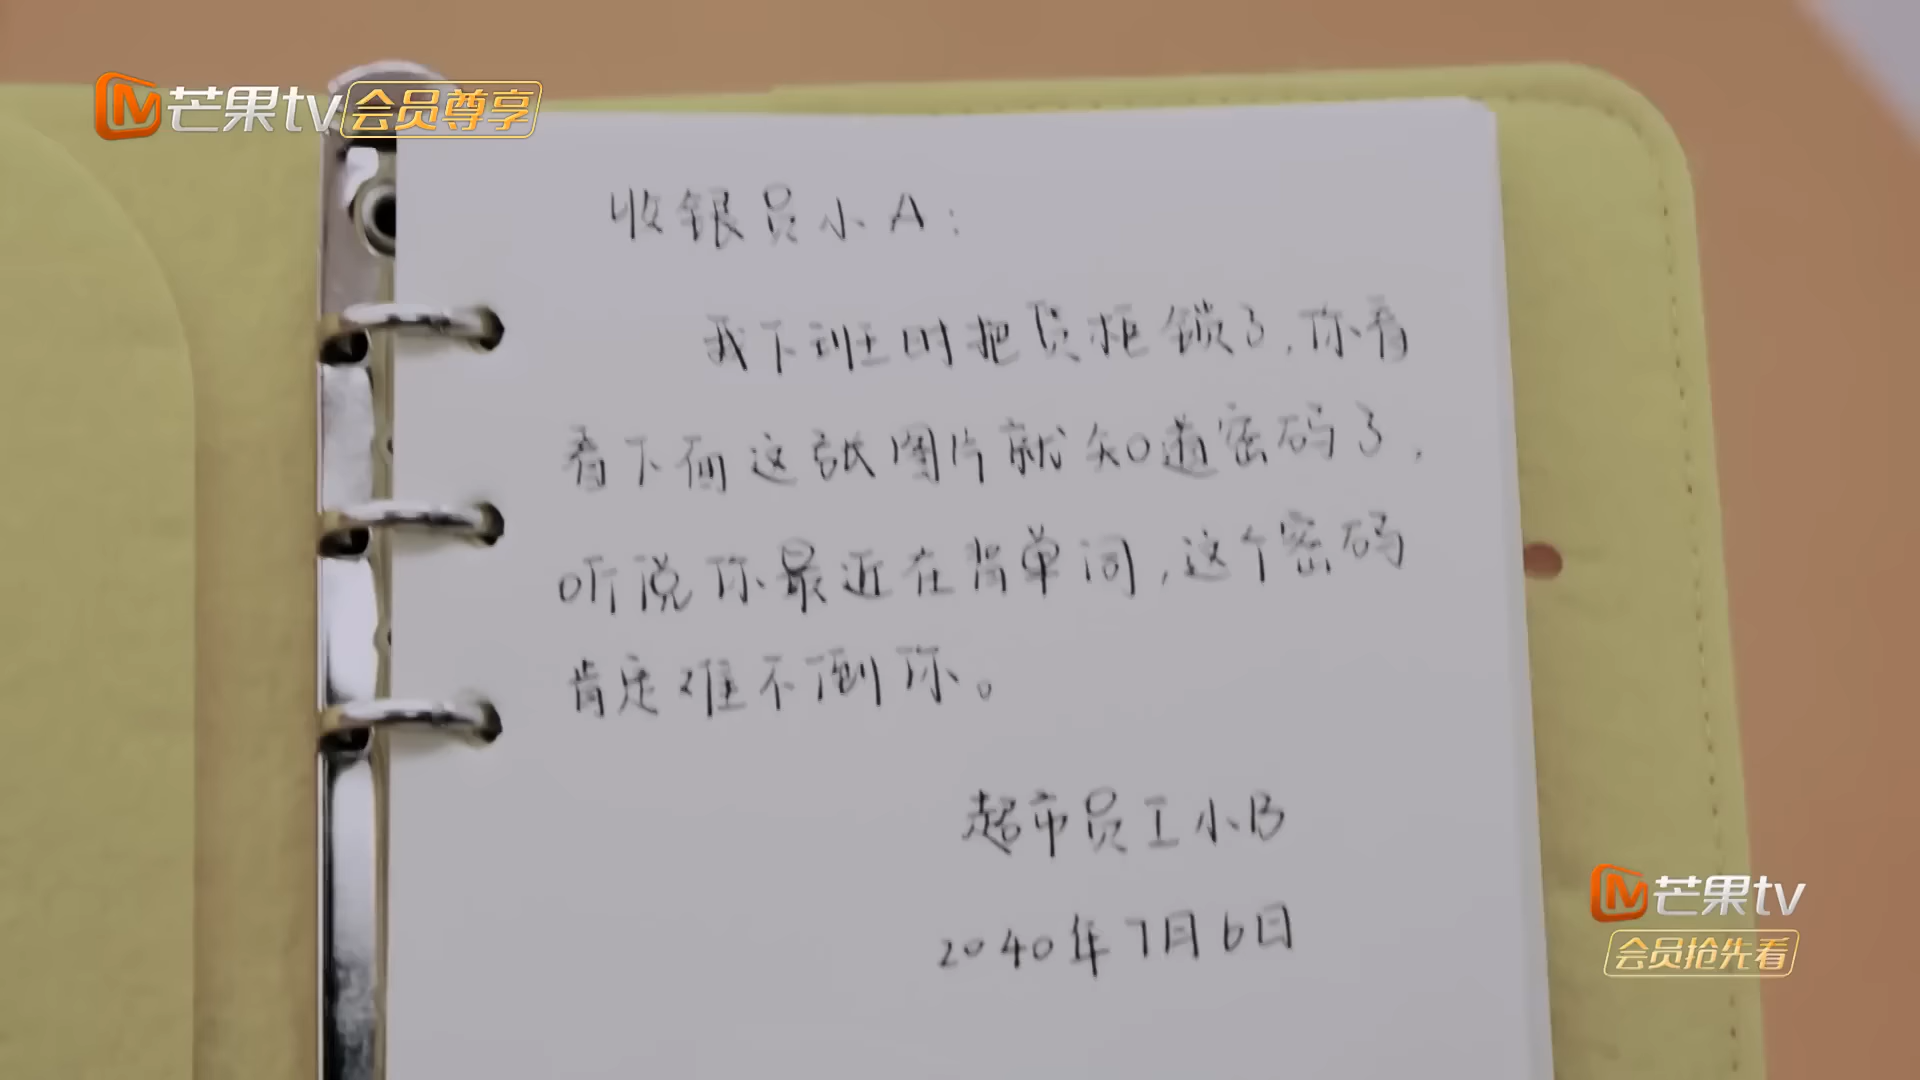 芒果tv会员尊享
收银员小A:
我下班时把货柜锁了,你看
看下面这张图片就知道密码了,
听说你最近在背单词,这个密码
肯定难不倒你。
超市员工小B
2040年7月6日
芒果tv
会员抢先看